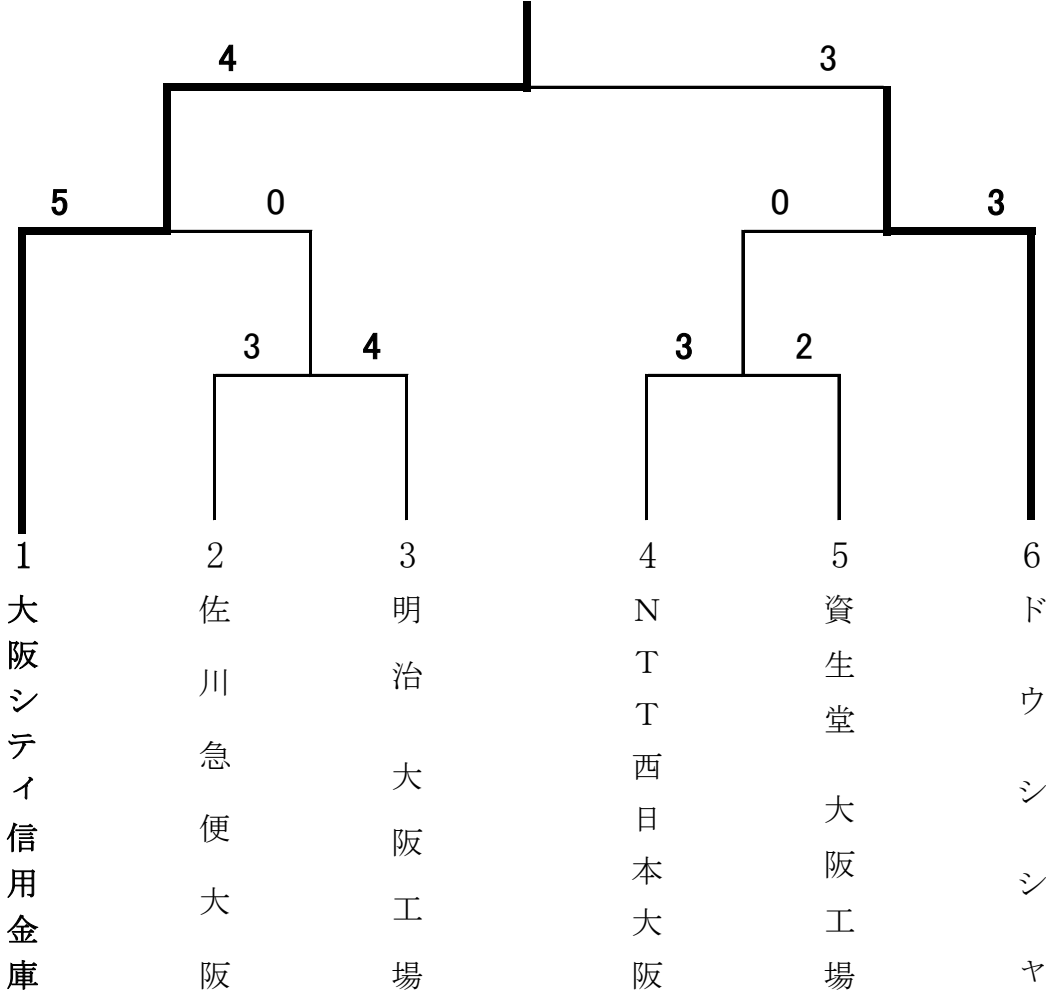 4 3
5 0 0 3
3 4 3 2
1 2 3 4 5 6
大阪シティ信用金庫
佐川急便大阪
明治 大阪工場
NTT西日本大阪
資生堂 大阪工場
ドウシシャ